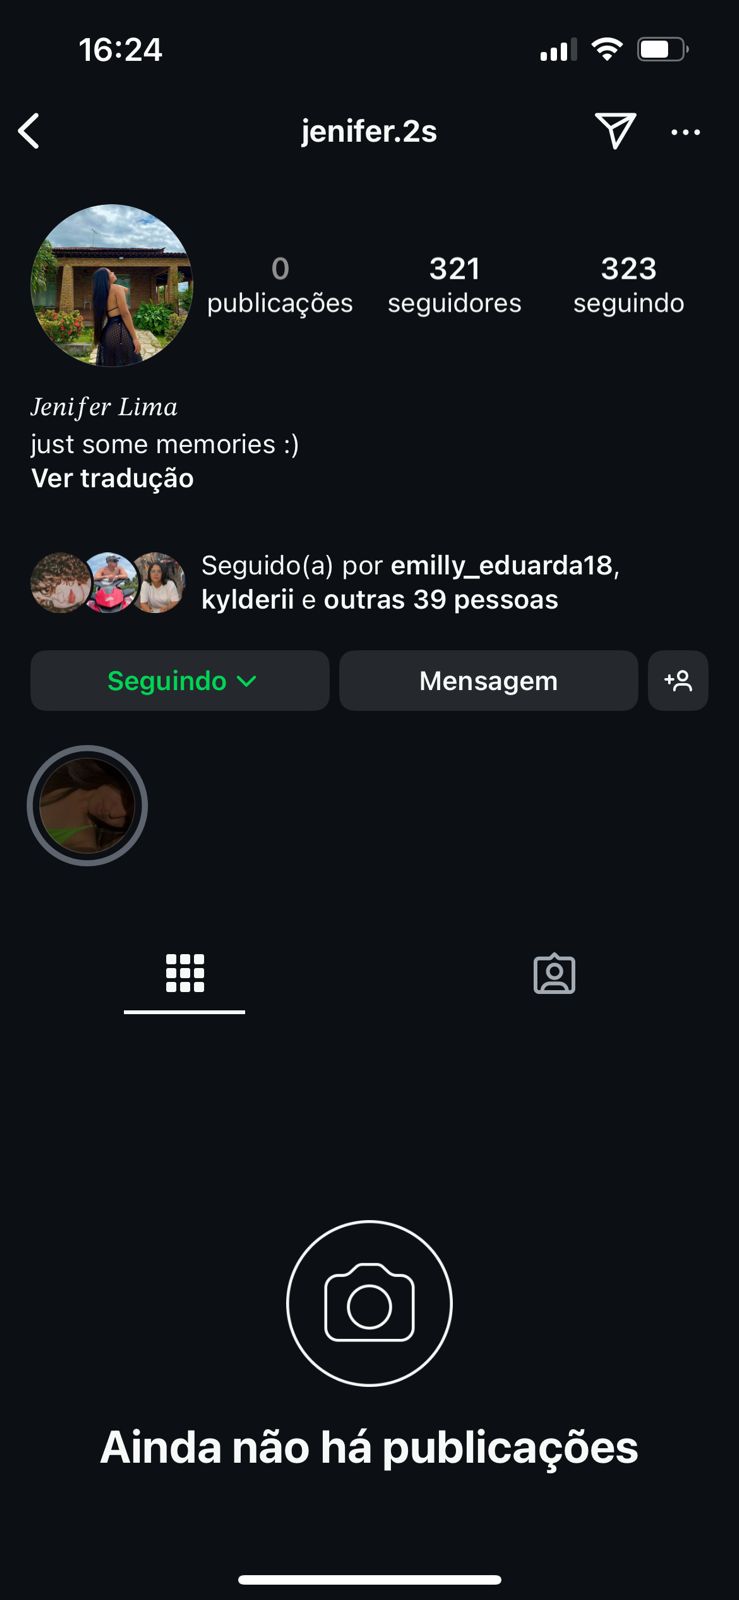 16:24
jenifer.2s
0
321
323
publicações
seguidores
seguindo
Jenifer Lima
just some memories :)
Ver tradução
Seguido(a) por emilly_eduarda18,
kylderii e outras 39 pessoas
Seguindo
Mensagem
Ainda não há publicações